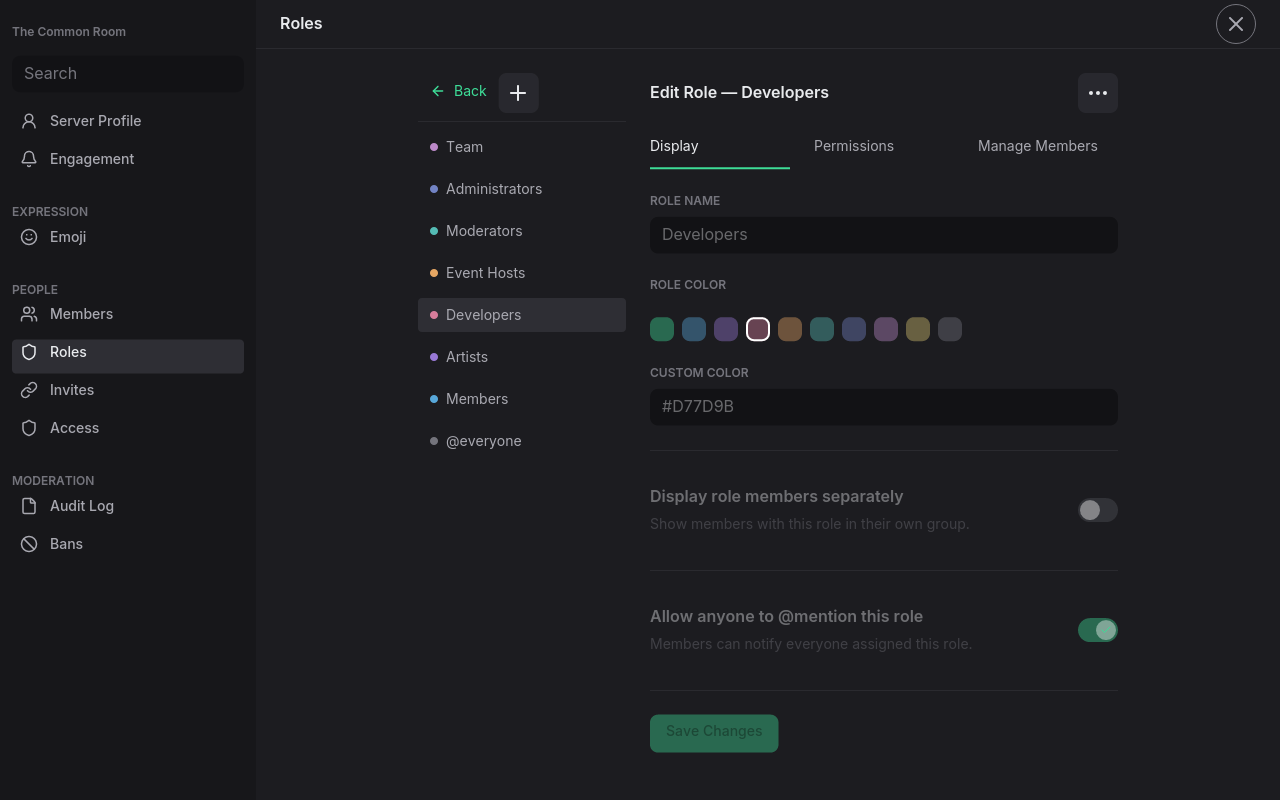 The Common Room
Search
Server Profile
Engagement
EXPRESSION
Emoji
PEOPLE
Members
Roles
Invites
Access
MODERATION
Audit Log
Bans
Roles
Back
Team
Administrators
Moderators
Event Hosts
Developers
Artists
Members
@everyone
Edit Role — Developers
Display
Permissions
Manage Members
ROLE NAME
Developers
ROLE COLOR
CUSTOM COLOR
#D77D9B
Display role members separately
Show members with this role in their own group.
Allow anyone to @mention this role
Members can notify everyone assigned this role.
Save Changes